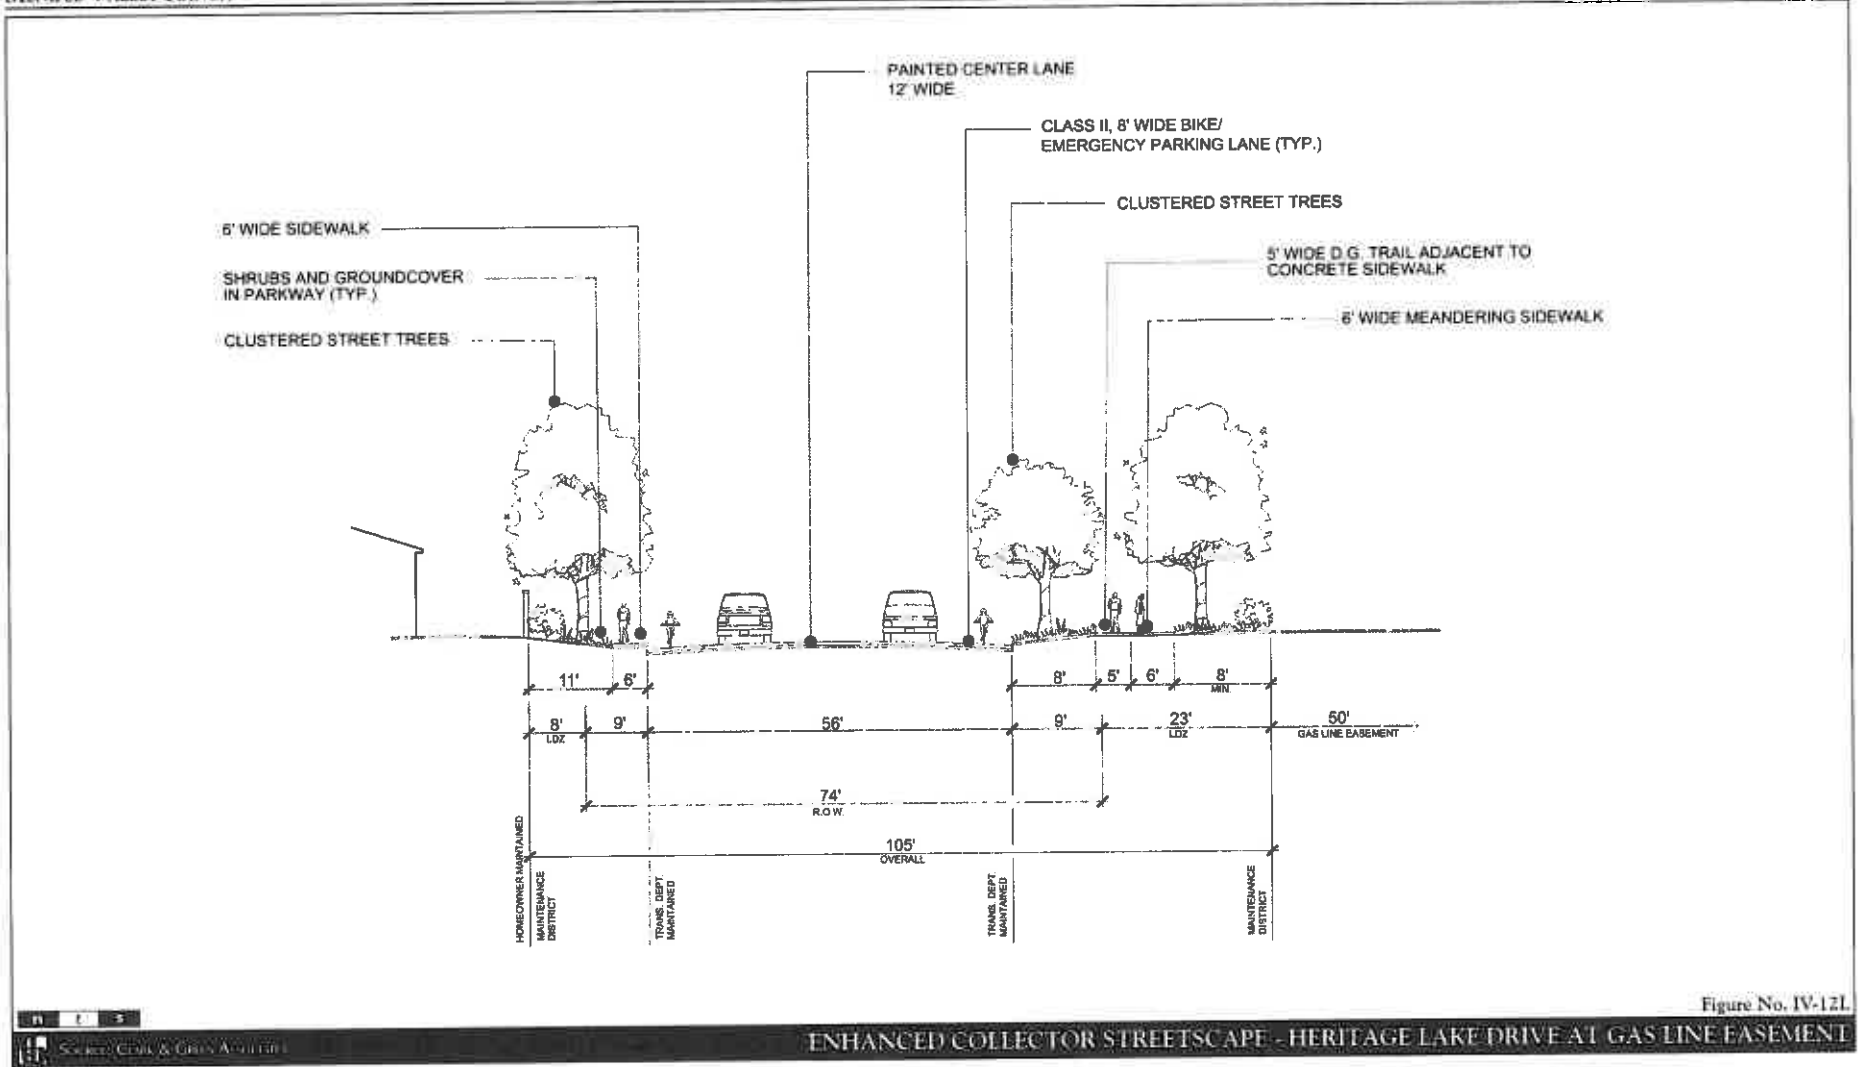 PAINTED CENTER LANE
12' WIDE
CLASS II, 8' WIDE BIKE/
EMERGENCY PARKING LANE (TYP.)
CLUSTERED STREET TREES
6' WIDE SIDEWALK
5' WIDE D.G. TRAIL ADJACENT TO
CONCRETE SIDEWALK
SHRUBS AND GROUNDCOVER
IN PARKWAY (TYP.)
6' WIDE MEANDERING SIDEWALK
CLUSTERED STREET TREES
11' 6' 8' 5' 6' 8'
MIN.
8' 9' 56' 9' 23' 50'
LDZ LDZ GAS LINE EASEMENT
74'
R.O.W.
105'
OVERALL
HOMEOWNER MAINTAINED
MAINTENANCE
DISTRICT
TRANS. DEPT.
MAINTAINED
TRANS. DEPT.
MAINTAINED
MAINTENANCE
DISTRICT
Figure No. IV-12L
n t s
ENHANCED COLLECTOR STREETSCAPE - HERITAGE LAKE DRIVE AT GAS LINE EASEMENT